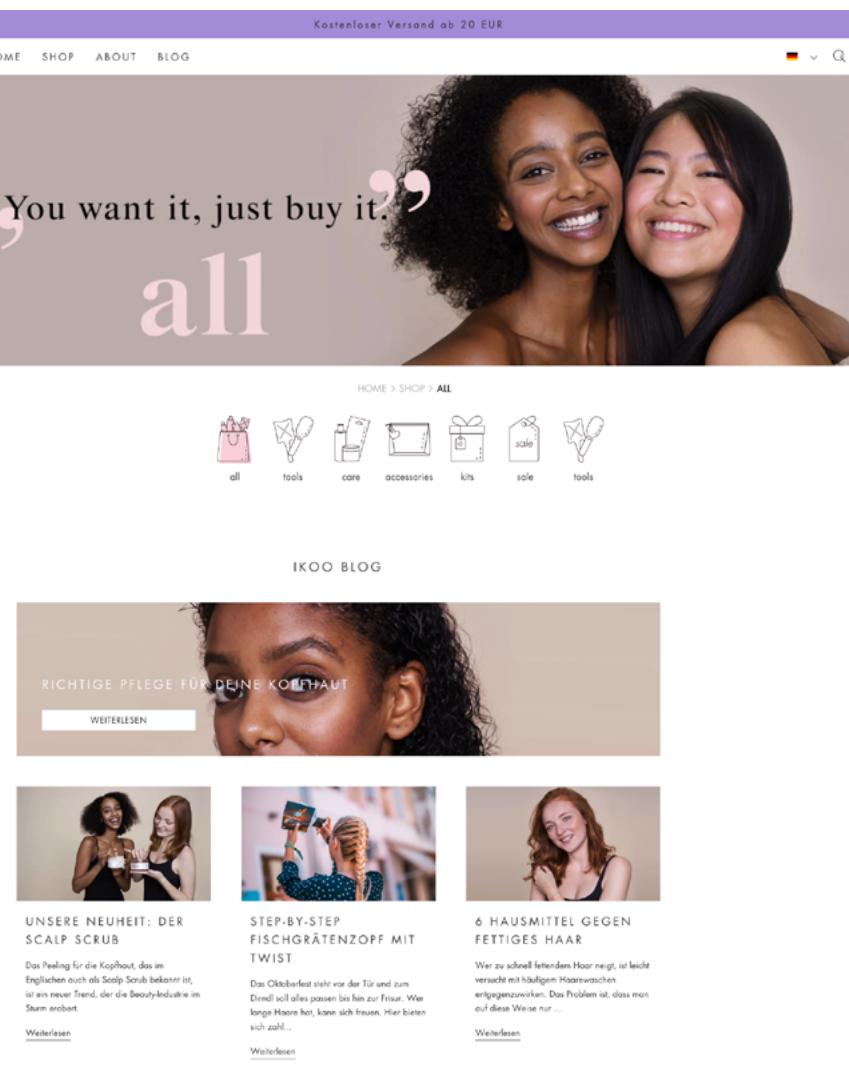 Kostenloser Versand ab 20 EUR
OME SHOP ABOUT BLOG
You want it, just buy it.”
all
HOME > SHOP > ALL
sale
all tools care accessories kits sale tools
IKOO BLOG
RICHTIGE PFLEGE FÜR DEINE KOPFHAUT
WEITERLESEN
UNSERE NEUHEIT: DER
SCALP SCRUB
Das Peeling für die Kopfhaut, das im
Englischen auch als Scalp Scrub bekannt ist,
ist ein neuer Trend, der die Beauty-Industrie im
Sturm erobert.
Weiterlesen
STEP-BY-STEP
FISCHGRÄTENZOPF MIT
TWIST
Das Oktoberfest steht vor der Tür und zum
Dirndl soll alles passen bis hin zur Frisur. Wer
lange Haare hat, kann sich freuen. Hier bieten
sich zahl...
Weiterlesen
6 HAUSMITTEL GEGEN
FETTIGES HAAR
Wer zu schnell fettendem Haar neigt, ist leicht
versucht mit häufigem Haarewaschen
entgegenzuwirken. Das Problem ist, dass man
auf diese Weise nur ...
Weiterlesen